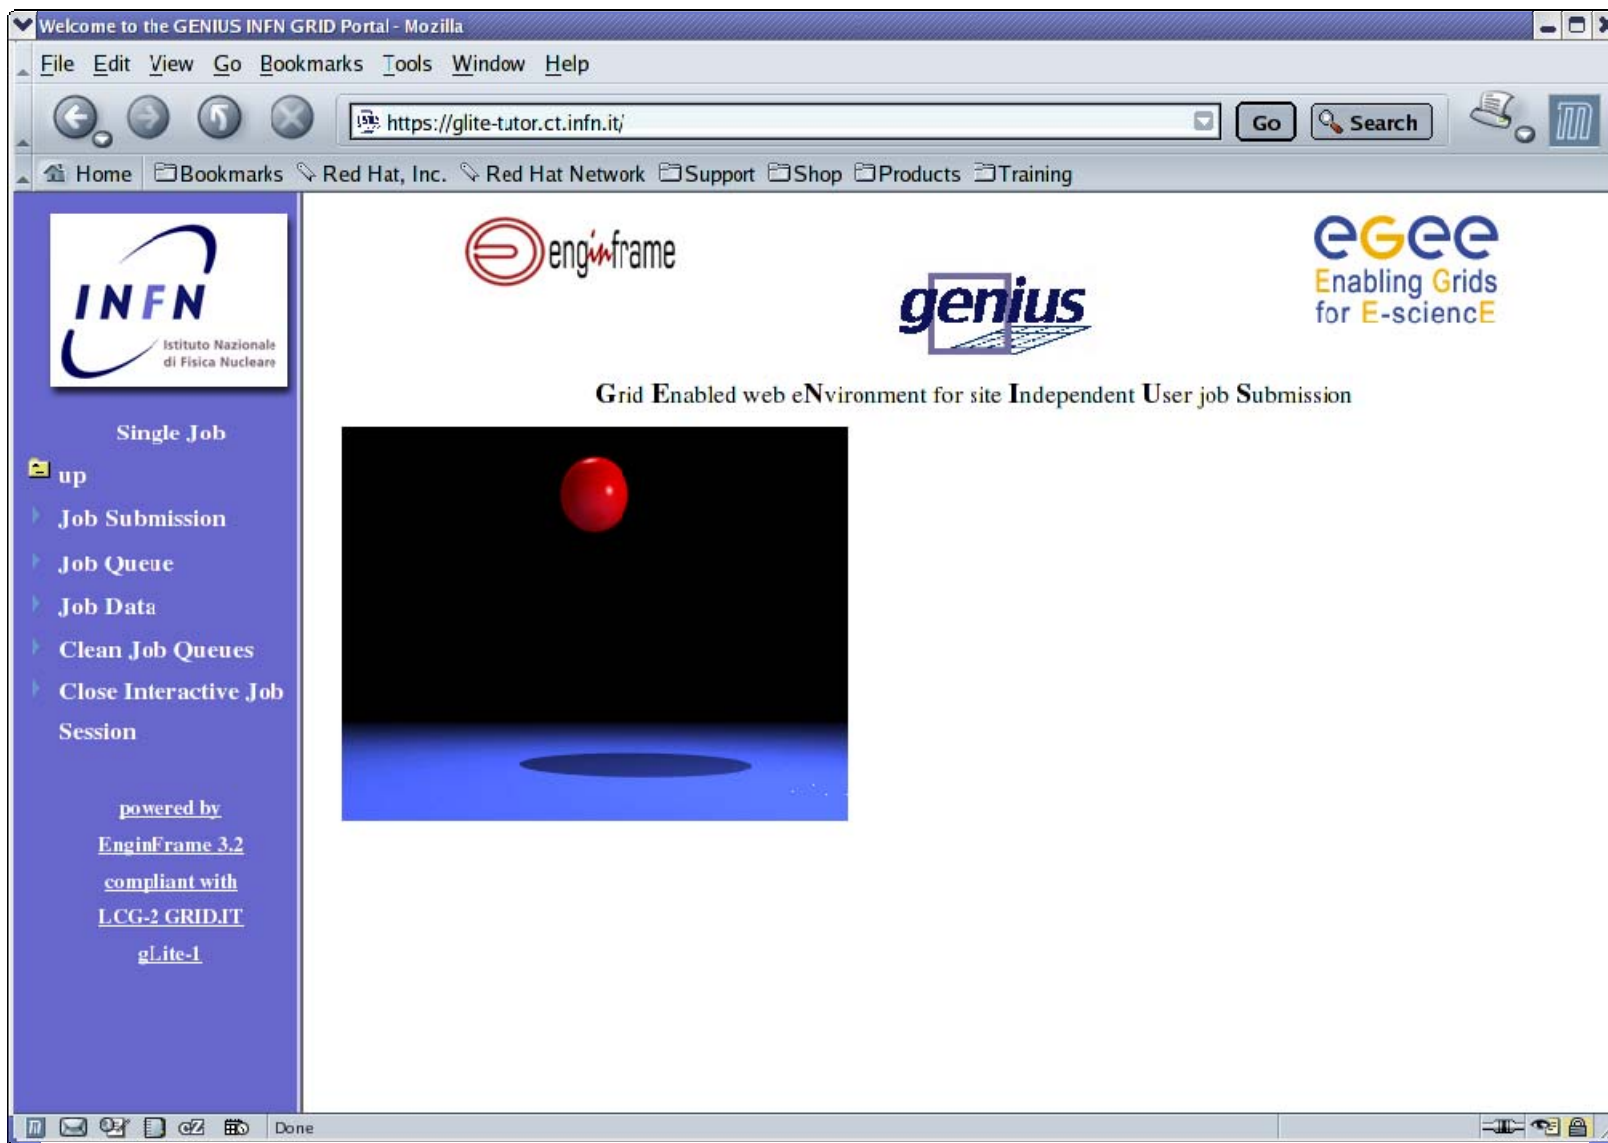 Welcome to the GENIUS INFN GRID Portal - Mozilla
File Edit View Go Bookmarks Tools Window Help
https://glite-tutor.ct.infn.it/ Go Search
Home Bookmarks Red Hat, Inc. Red Hat Network Support Shop Products Training
INFN
Istituto Nazionale
di Fisica Nucleare
Single Job
up
Job Submission
Job Queue
Job Data
Clean Job Queues
Close Interactive Job
Session
powered by
EnginFrame 3.2
compliant with
LCG-2 GRID.IT
gLite-1
enginframe
genius
eGee
Enabling Grids
for E-sciencE
Grid Enabled web eNvironment for site Independent User job Submission
Done